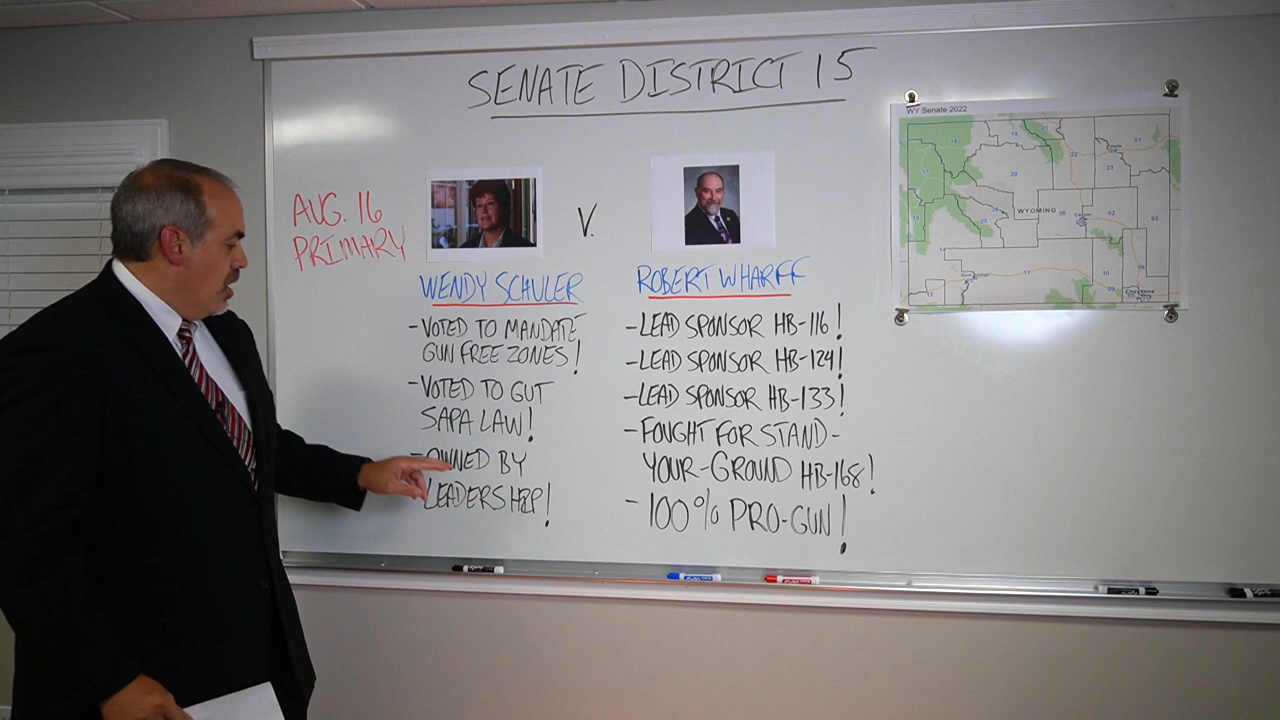 SENATE DISTRICT 15
WY Senate 2022
WYOMING
AUG. 16
PRIMARY
V.
WENDY SCHULER
- VOTED TO MANDATE
GUN FREE ZONES!
- VOTED TO GUT
SAPA LAW!
- OWNED BY
LEADERSHIP!
ROBERT WHARFF
- LEAD SPONSOR HB-116!
- LEAD SPONSOR HB-124!
- LEAD SPONSOR HB-133!
- FOUGHT FOR STAND-
YOUR-GROUND HB-168!
- 100% PRO-GUN!